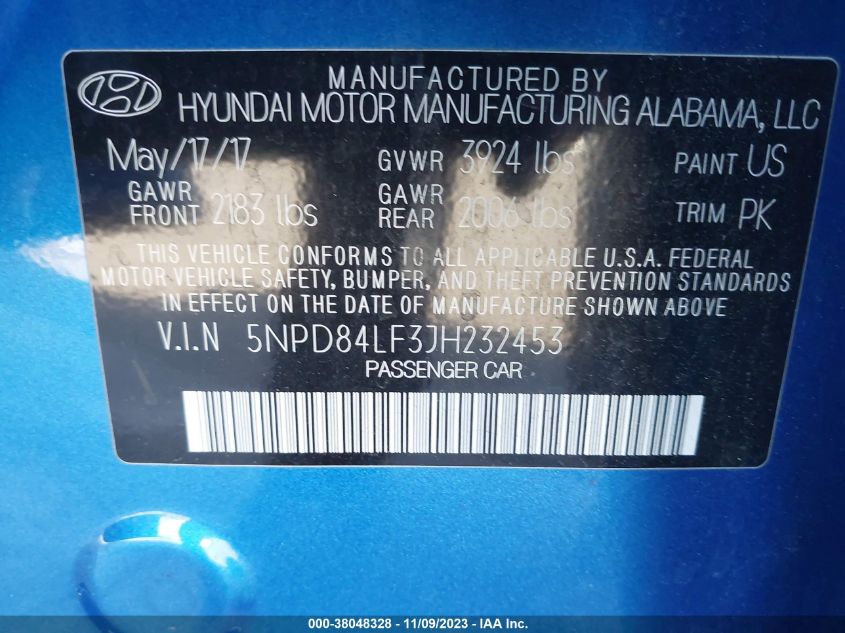 MANUFACTURED BY
HYUNDAI MOTOR MANUFACTURING ALABAMA, LLC
May/17/17 GVWR 3924 lbs PAINT US
GAWR FRONT 2183 lbs GAWR REAR 2006 lbs TRIM PK
THIS VEHICLE CONFORMS TO ALL APPLICABLE U.S.A. FEDERAL
MOTOR VEHICLE SAFETY, BUMPER, AND THEFT PREVENTION STANDARDS
IN EFFECT ON THE DATE OF MANUFACTURE SHOWN ABOVE
V.I.N 5NPD84LF3JH232453
PASSENGER CAR
000-38048328 - 11/09/2023 - IAA Inc.